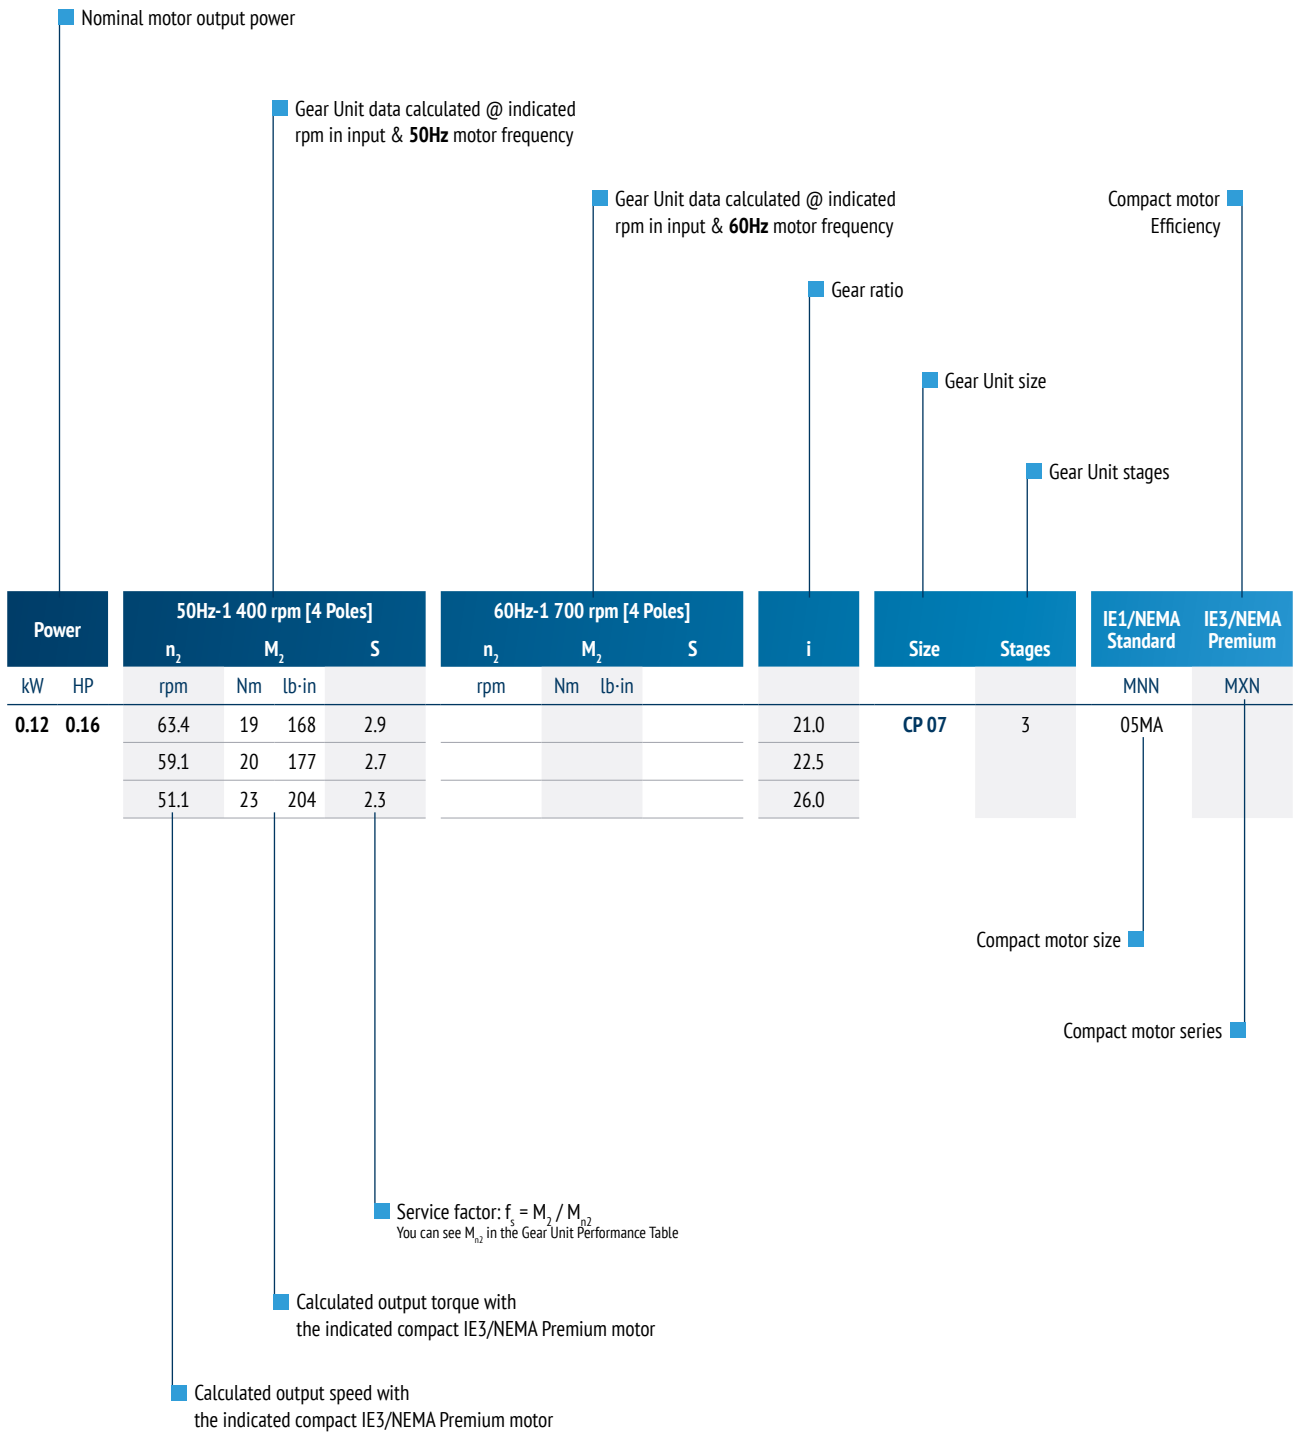 Nominal motor output power
Gear Unit data calculated @ indicated
rpm in input & 50Hz motor frequency
Gear Unit data calculated @ indicated
rpm in input & 60Hz motor frequency
Compact motor
Efficiency
Gear ratio
Gear Unit size
Gear Unit stages
Power 50Hz-1 400 rpm [4 Poles] 60Hz-1 700 rpm [4 Poles] IE1/NEMA Standard IE3/NEMA Premium
n2 M2 S n2 M2 S i Size Stages
kW HP rpm Nm lb·in rpm Nm lb·in MNN MXN
0.12 0.16 63.4 19 168 2.9 21.0 CP 07 3 05MA
59.1 20 177 2.7 22.5
51.1 23 204 2.3 26.0
Compact motor size
Compact motor series
Service factor: fs = M2 / Mn2
You can see Mn2 in the Gear Unit Performance Table
Calculated output torque with
the indicated compact IE3/NEMA Premium motor
Calculated output speed with
the indicated compact IE3/NEMA Premium motor